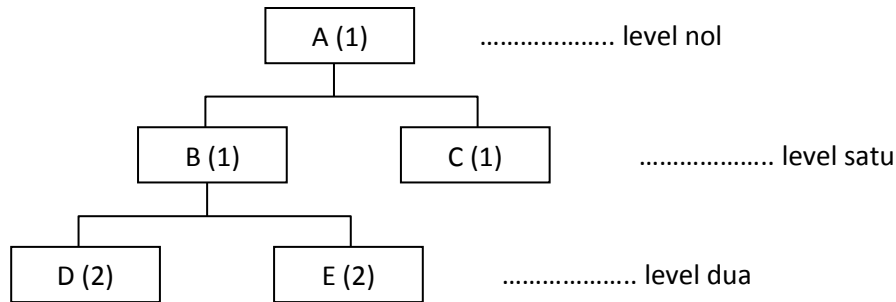 A (1) ………………….. level nol
B (1) C (1) ………………….. level satu
D (2) E (2) ………………….. level dua